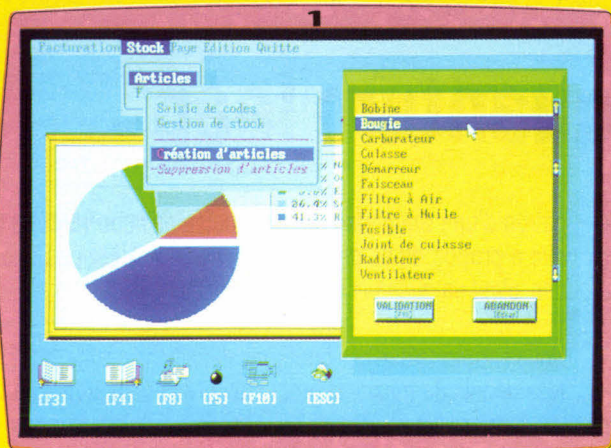 1
Facturation Stock Page Edition Quitte
Articles
F
Saisie de codes
Gestion de stock
Création d'articles
Suppression d'articles
26.4%
41.3%
Bobine
Bougie
Carburateur
Culasse
Démarreur
Faisceau
Filtre à Air
Filtre à Huile
Fusible
Joint de culasse
Radiateur
Ventilateur
VALIDATION
ABANDON
[F3] [F4] [F8] [F5] [F10] [ESC]